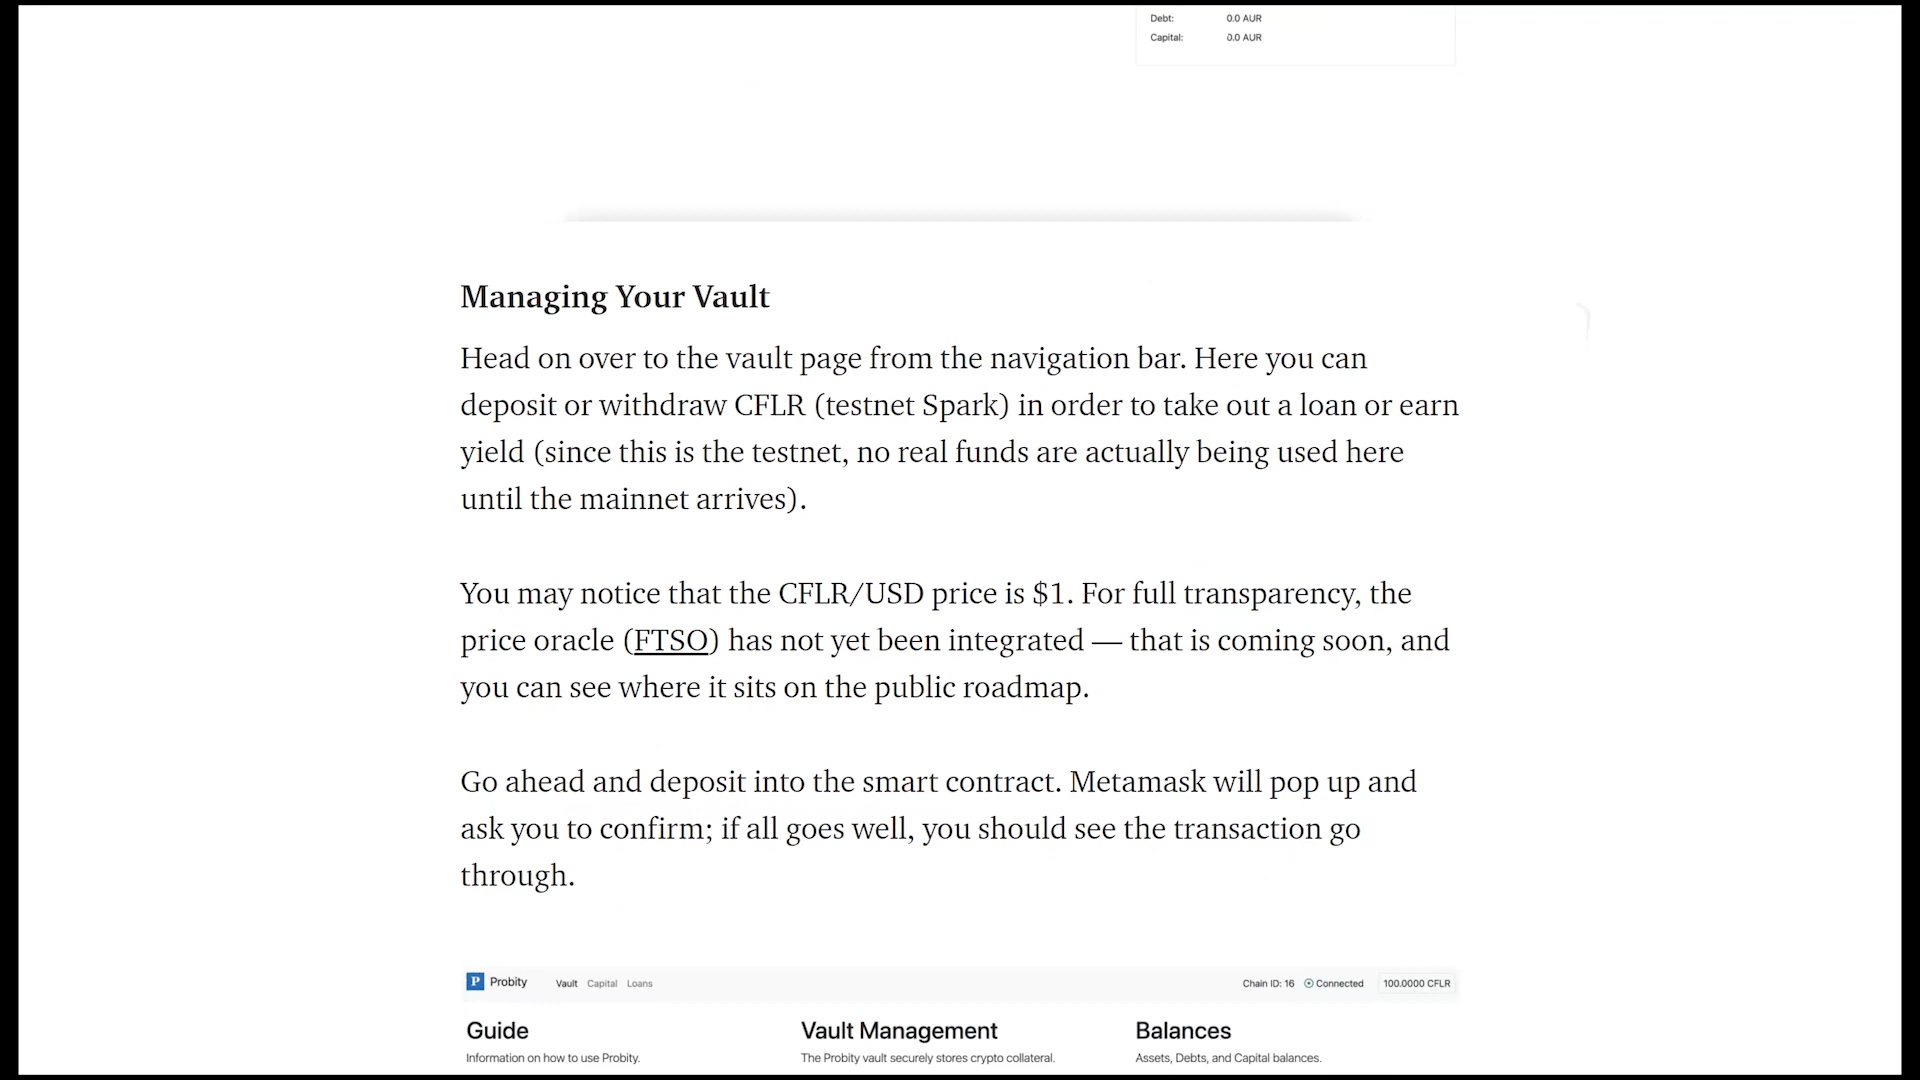 Debt: 0.0 AUR
Capital: 0.0 AUR
Managing Your Vault
Head on over to the vault page from the navigation bar. Here you can
deposit or withdraw CFLR (testnet Spark) in order to take out a loan or earn
yield (since this is the testnet, no real funds are actually being used here
until the mainnet arrives).
You may notice that the CFLR/USD price is $1. For full transparency, the
price oracle (FTSO) has not yet been integrated — that is coming soon, and
you can see where it sits on the public roadmap.
Go ahead and deposit into the smart contract. Metamask will pop up and
ask you to confirm; if all goes well, you should see the transaction go
through.
P Probity Vault Capital Loans Chain ID: 16 Connected 100.0000 CFLR
Guide Vault Management Balances
Information on how to use Probity. The Probity vault securely stores crypto collateral. Assets, Debts, and Capital balances.